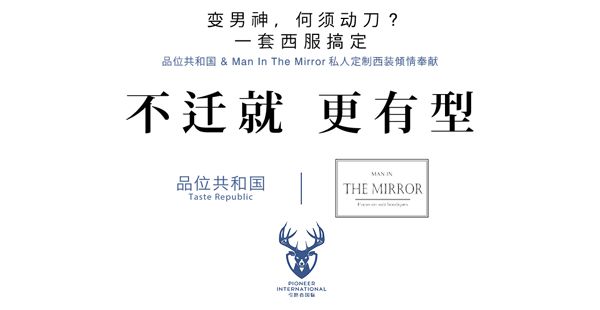 变男神，何须动刀？
一套西服搞定
品位共和国 & Man In The Mirror 私人定制西装倾情奉献
不迁就 更有型
品位共和国
Taste Republic
MAN IN
THE MIRROR
PIONEER
INTERNATIONAL